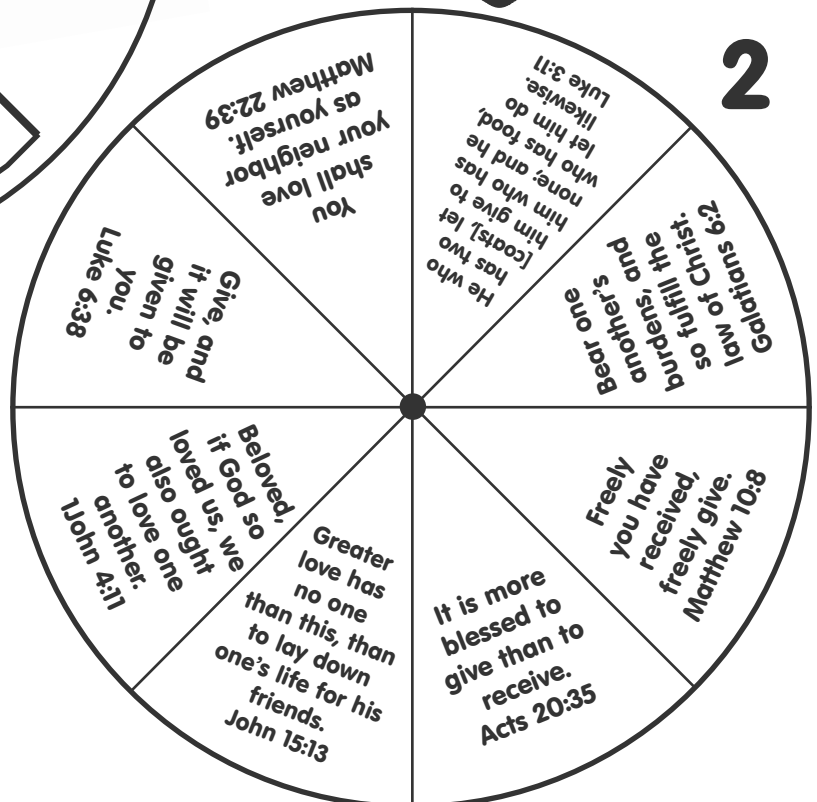 2
He who
has two
[coats], let
him give to
him who has
none; and he
who has food,
let him do
likewise.
Luke 3:11
Bear one
another's
burdens, and
so fulfill the
law of Christ.
Galatians 6:2
Freely
you have
received,
freely give.
Matthew 10:8
It is more
blessed to
give than to
receive.
Acts 20:35
Greater
love has
no one
than this, than
to lay down
one's life for his
friends.
John 15:13
Beloved,
if God so
loved us, we
also ought
to love one
another.
1John 4:11
Give, and
it will be
given to
you.
Luke 6:38
You
shall love
your neighbor
as yourself.
Matthew 22:39